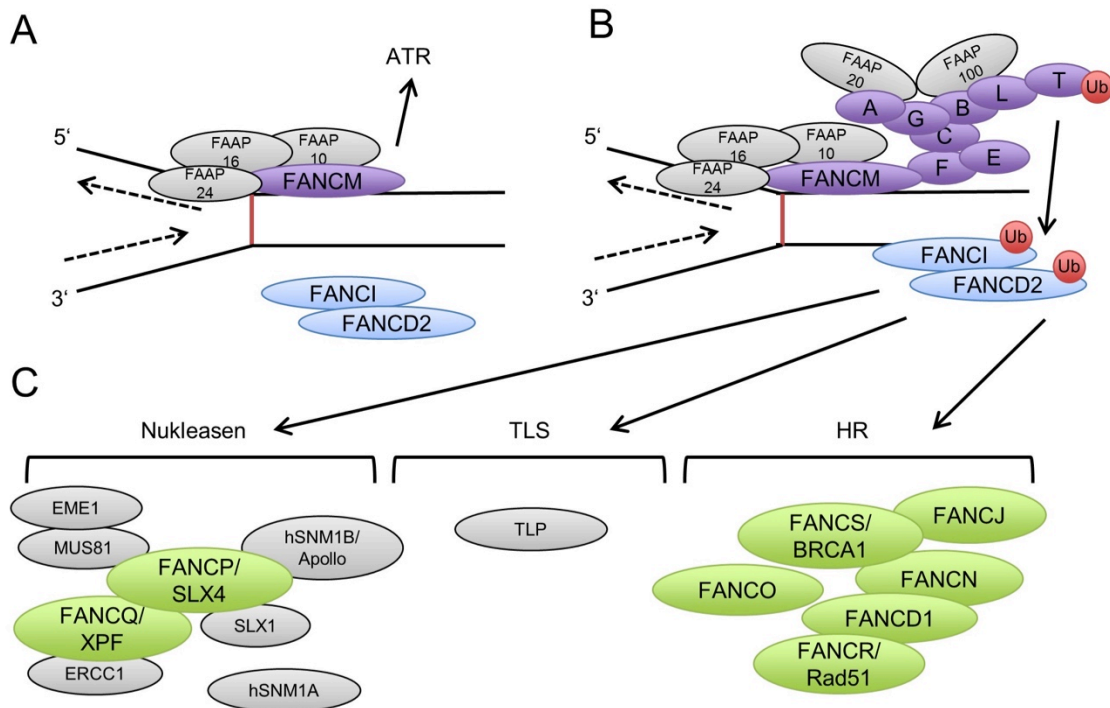 A
ATR
5‘
FAAP
16
FAAP
10
FAAP
24
FANCM
3‘
FANCI
FANCD2
B
FAAP
20
FAAP
100
A
G
B
L
T
Ub
C
F
E
5‘
FAAP
16
FAAP
10
FAAP
24
FANCM
3‘
Ub
FANCI
Ub
FANCD2
C
Nukleasen
TLS
HR
EME1
MUS81
hSNM1B/
Apollo
FANCP/
SLX4
FANCQ/
XPF
SLX1
ERCC1
hSNM1A
TLP
FANCS/
BRCA1
FANCJ
FANCO
FANCN
FANCD1
FANCR/
Rad51